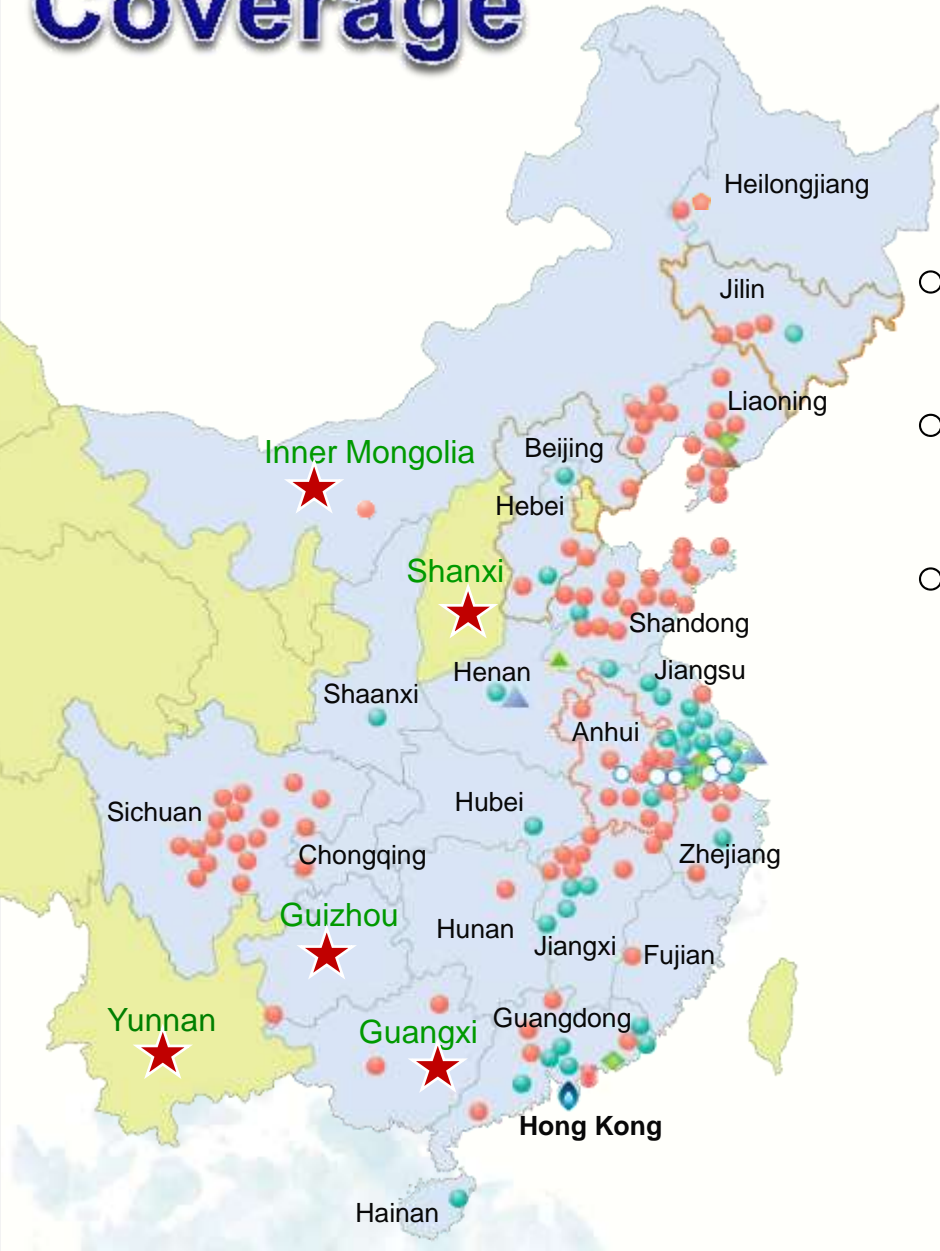 Coverage
Heilongjiang
Jilin
Liaoning
Inner Mongolia
Beijing
Hebei
Shanxi
Shandong
Henan
Jiangsu
Shaanxi
Anhui
Hubei
Sichuan
Chongqing
Zhejiang
Guizhou
Hunan
Jiangxi
Fujian
Yunnan
Guangxi
Guangdong
Hong Kong
Hainan